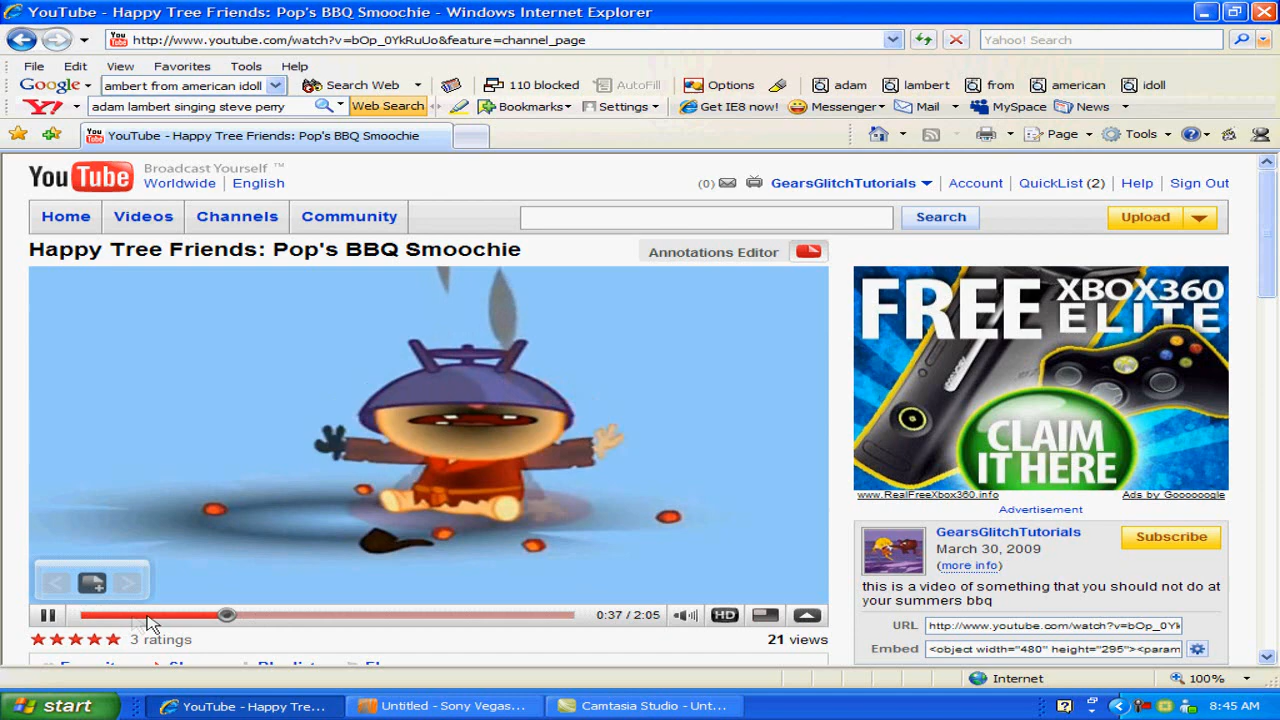 YouTube - Happy Tree Friends: Pop's BBQ Smoochie - Windows Internet Explorer
http://www.youtube.com/watch?v=bOp_0YkRuUo&feature=channel_page
Yahoo! Search
File Edit View Favorites Tools Help
Google ambert from american idoll Search Web 110 blocked AutoFill Options adam lambert from american idoll
Y! adam lambert singing steve perry Web Search Bookmarks Settings Get IE8 now! Messenger Mail MySpace News
YouTube - Happy Tree Friends: Pop's BBQ Smoochie
Page Tools
YouTube Broadcast Yourself ™
Worldwide English
(0) GearsGlitchTutorials Account QuickList (2) Help Sign Out
Home Videos Channels Community Search Upload
Happy Tree Friends: Pop's BBQ Smoochie
Annotations Editor
FREE XBOX360 ELITE
CLAIM IT HERE
www.RealFreeXbox360.info Ads by Goooooogle
Advertisement
GearsGlitchTutorials
March 30, 2009
(more info)
Subscribe
this is a video of something that you should not do at
your summers bbq
URL http://www.youtube.com/watch?v=bOp_0Yk
Embed <object width="480" height="295"><param
0:37 / 2:05 HD
3 ratings 21 views
Internet 100%
start YouTube - Happy Tre... Untitled - Sony Vegas... Camtasia Studio - Unt... 8:45 AM